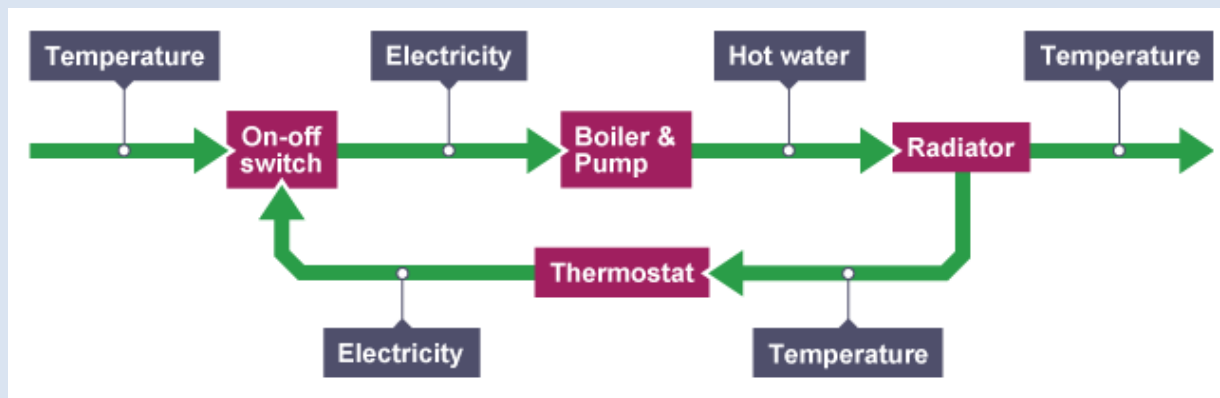 Temperature
Electricity
Hot water
Temperature
On-off
switch
Boiler &
Pump
Radiator
Thermostat
Electricity
Temperature